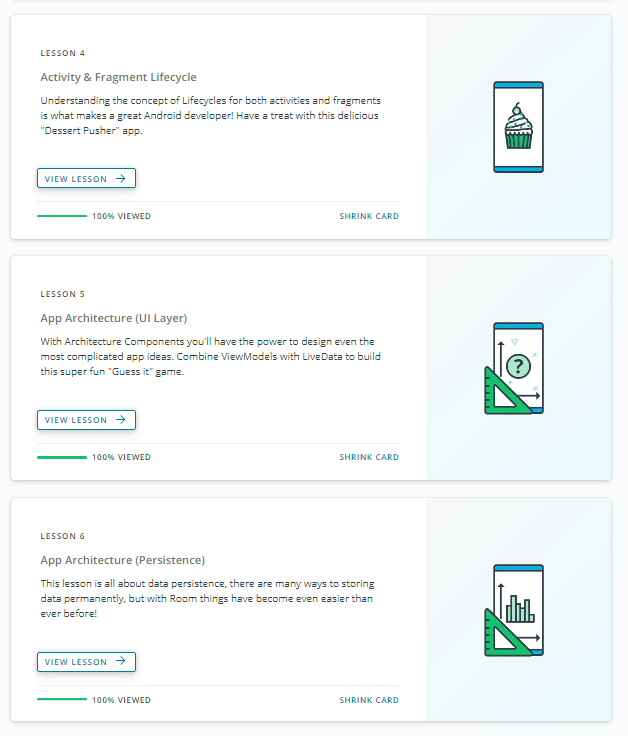 LESSON 4
Activity & Fragment Lifecycle
Understanding the concept of Lifecycles for both activities and fragments
is what makes a great Android developer! Have a treat with this delicious
"Dessert Pusher" app.
VIEW LESSON
100% VIEWED
SHRINK CARD
LESSON 5
App Architecture (UI Layer)
With Architecture Components you'll have the power to design even the
most complicated app ideas. Combine ViewModels with LiveData to build
this super fun "Guess it" game.
?
VIEW LESSON
100% VIEWED
SHRINK CARD
LESSON 6
App Architecture (Persistence)
This lesson is all about data persistence, there are many ways to storing
data permanently, but with Room things have become even easier than
ever before!
VIEW LESSON
100% VIEWED
SHRINK CARD